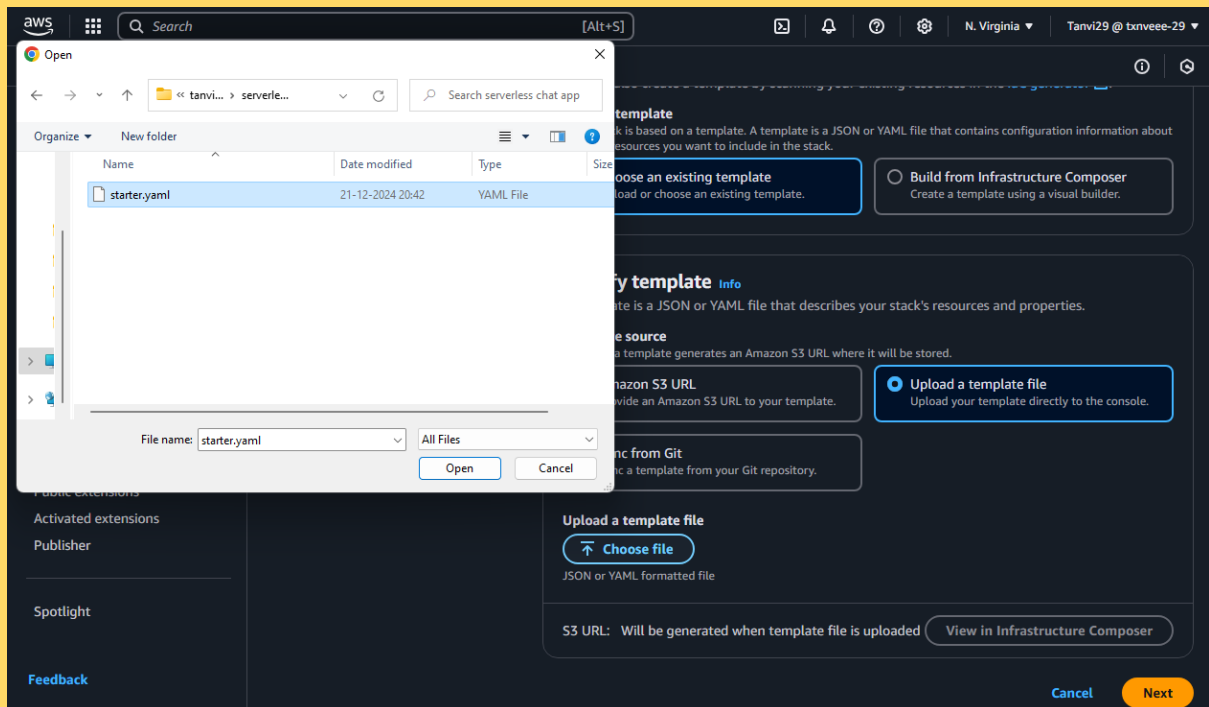 aws
Search [Alt+S]
N. Virginia
Tanvi29 @ txnveee-29
Open
« tanvi... › serverle...
Search serverless chat app
Organize
New folder
Name
Date modified
Type
Size
starter.yaml
21-12-2024 20:42
YAML File
File name:
starter.yaml
All Files
Open
Cancel
template
k is based on a template. A template is a JSON or YAML file that contains configuration information about
esources you want to include in the stack.
oose an existing template
load or choose an existing template.
Build from Infrastructure Composer
Create a template using a visual builder.
fy template Info
te is a JSON or YAML file that describes your stack's resources and properties.
e source
a template generates an Amazon S3 URL where it will be stored.
mazon S3 URL
ovide an Amazon S3 URL to your template.
Upload a template file
Upload your template directly to the console.
nc from Git
nc a template from your Git repository.
Public extensions
Activated extensions
Publisher
Spotlight
Feedback
Upload a template file
Choose file
JSON or YAML formatted file
S3 URL: Will be generated when template file is uploaded
View in Infrastructure Composer
Cancel
Next